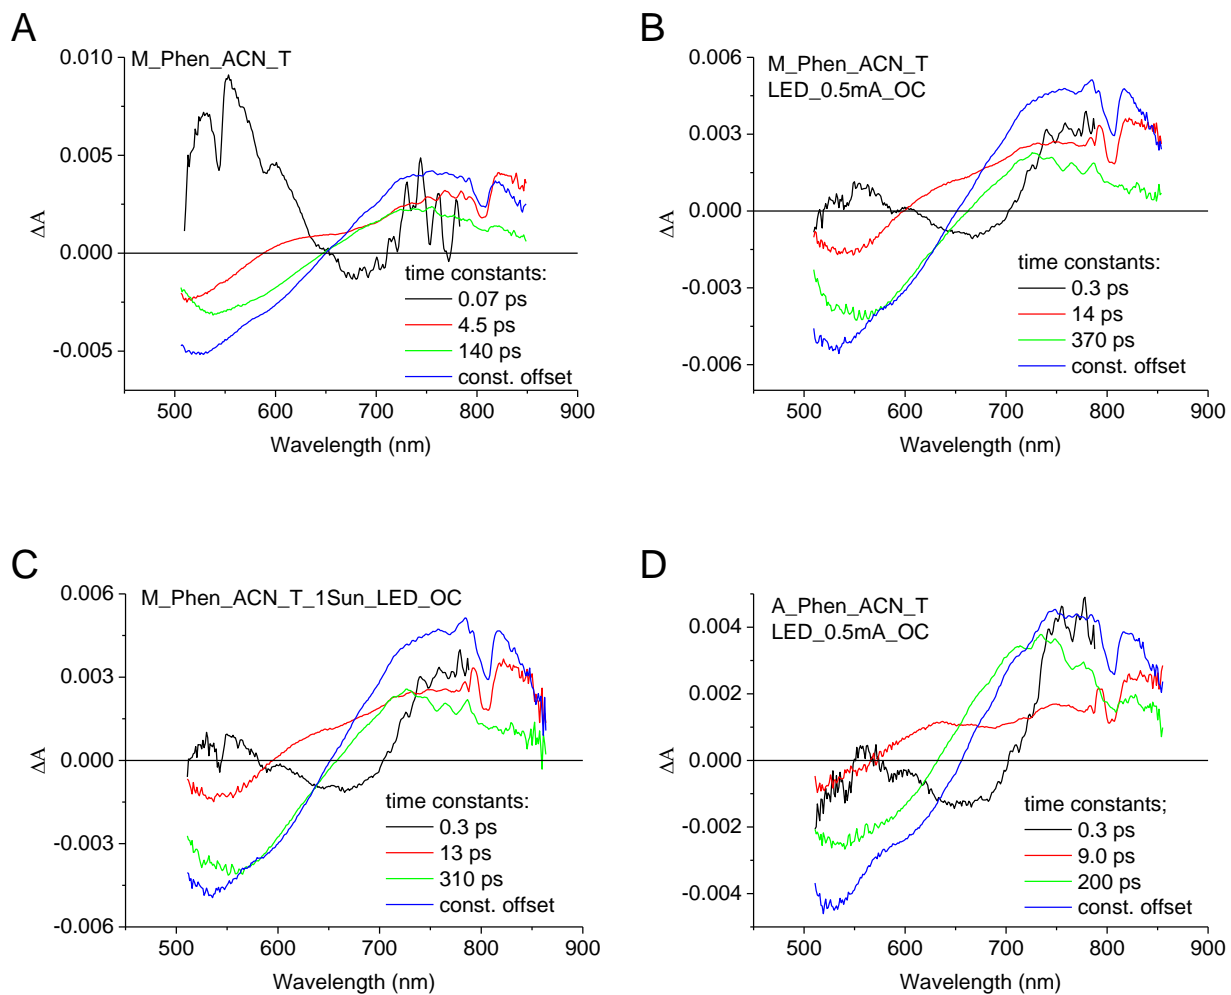 A
M_Phen_ACN_T
0.010
0.005
0.000
-0.005
ΔA
time constants:
0.07 ps
4.5 ps
140 ps
const. offset
500 600 700 800 900
Wavelength (nm)
B
M_Phen_ACN_T
LED_0.5mA_OC
0.006
0.003
0.000
-0.003
-0.006
ΔA
time constants:
0.3 ps
14 ps
370 ps
const. offset
500 600 700 800 900
Wavelength (nm)
C
M_Phen_ACN_T_1Sun_LED_OC
0.006
0.003
0.000
-0.003
-0.006
ΔA
time constants:
0.3 ps
13 ps
310 ps
const. offset
500 600 700 800 900
Wavelength (nm)
D
A_Phen_ACN_T
LED_0.5mA_OC
0.004
0.002
0.000
-0.002
-0.004
ΔA
time constants;
0.3 ps
9.0 ps
200 ps
const. offset
500 600 700 800 900
Wavelength (nm)